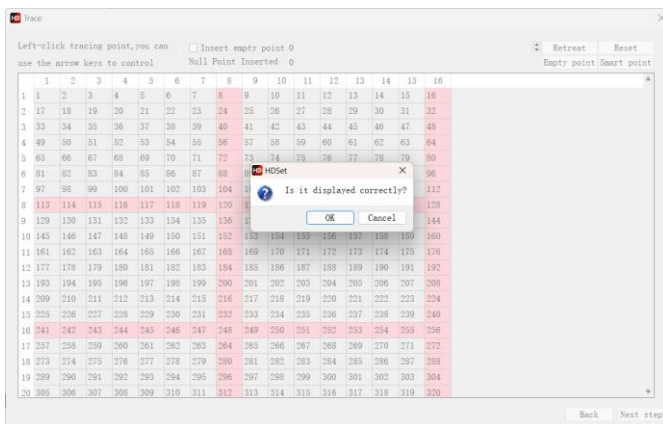 HD Trace
Left-click tracing point, you can
use the arrow keys to control
Insert empty point 0
Null Point Inserted 0
Retreat Reset
Empty point Smart point
1 2 3 4 5 6 7 8 9 10 11 12 13 14 15 16
1 1 2 3 4 5 6 7 8 9 10 11 12 13 14 15 16
2 17 18 19 20 21 22 23 24 25 26 27 28 29 30 31 32
3 33 34 35 36 37 38 39 40 41 42 43 44 45 46 47 48
4 49 50 51 52 53 54 55 56 57 58 59 60 61 62 63 64
5 65 66 67 68 69 70 71 72 73 74 75 76 77 78 79 80
6 81 82 83 84 85 86 87 88 96
7 97 98 99 100 101 102 103 104 112
8 113 114 115 116 117 118 119 120 128
9 129 130 131 132 133 134 135 136 144
10 145 146 147 148 149 150 151 152 153 154 155 156 157 158 159 160
11 161 162 163 164 165 166 167 168 169 170 171 172 173 174 175 176
12 177 178 179 180 181 182 183 184 185 186 187 188 189 190 191 192
13 193 194 195 196 197 198 199 200 201 202 203 204 205 206 207 208
14 209 210 211 212 213 214 215 216 217 218 219 220 221 222 223 224
15 225 226 227 228 229 230 231 232 233 234 235 236 237 238 239 240
16 241 242 243 244 245 246 247 248 249 250 251 252 253 254 255 256
17 257 258 259 260 261 262 263 264 265 266 267 268 269 270 271 272
18 273 274 275 276 277 278 279 280 281 282 283 284 285 286 287 288
19 289 290 291 292 293 294 295 296 297 298 299 300 301 302 303 304
20 305 306 307 308 309 310 311 312 313 314 315 316 317 318 319 320
HD HDSet
Is it displayed correctly?
OK Cancel
Back Next step